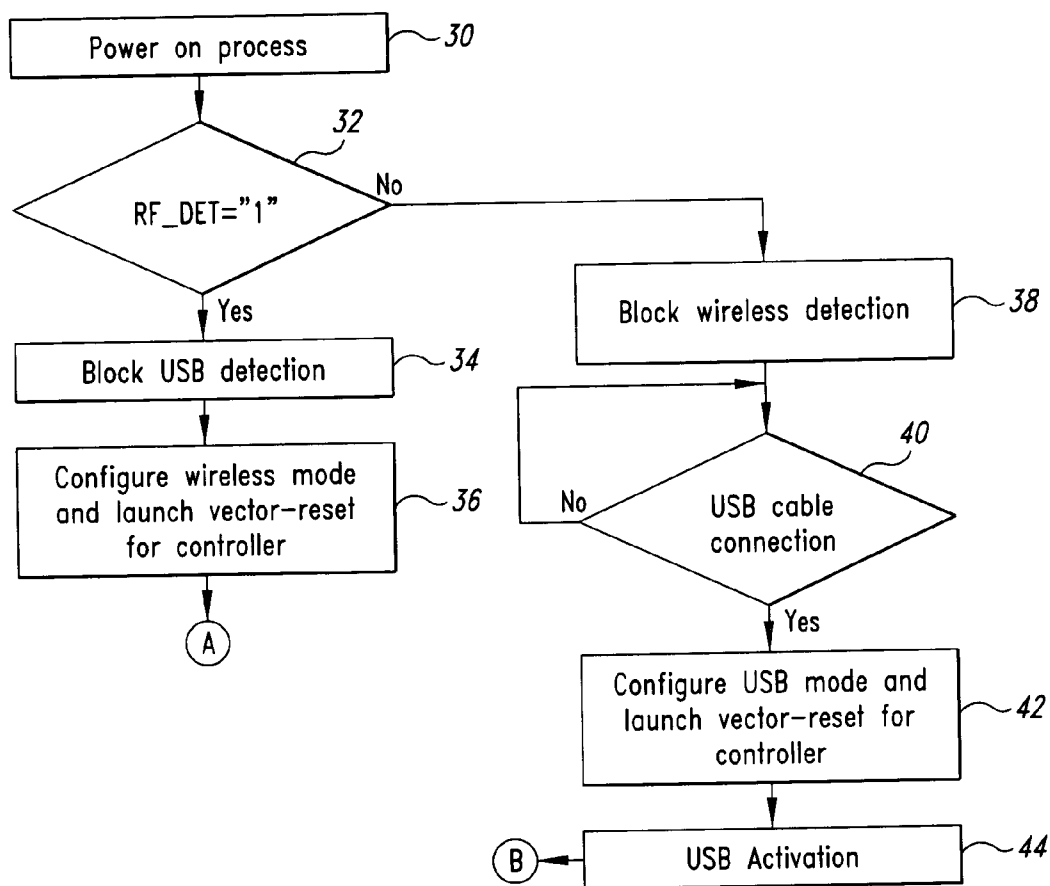 Power on process
30
32
RF_DET="1"
No
Yes
Block USB detection
34
Configure wireless mode
and launch vector-reset
for controller
36
A
Block wireless detection
38
40
USB cable
connection
No
Yes
Configure USB mode and
launch vector-reset for
controller
42
USB Activation
44
B